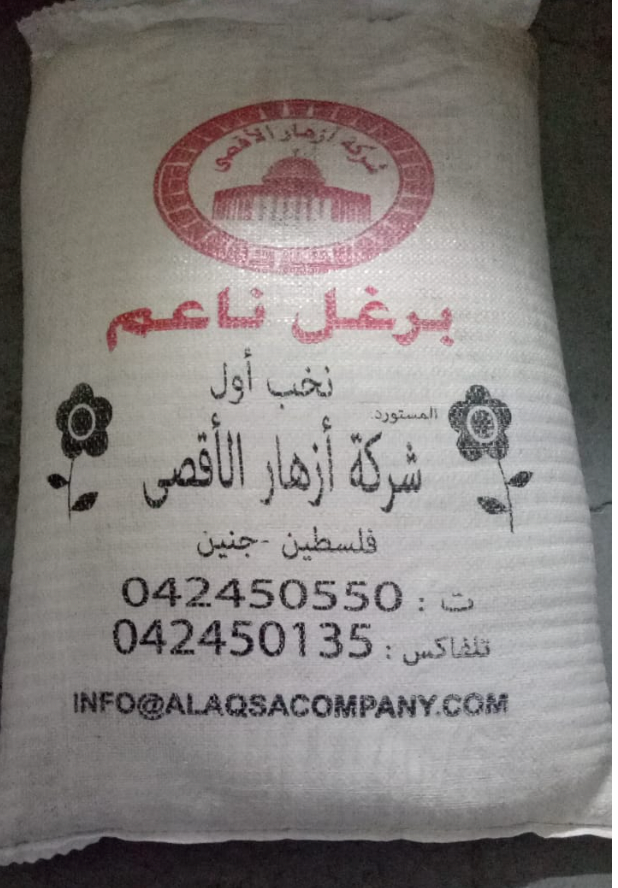 شركة أزهار الأقصى
برغل ناعم
نخب أول
المستورد:
شركة أزهار الأقصى
فلسطين -جنين
ت : 042450550
تلفاكس : 042450135
INFO@ALAQSACOMPANY.COM